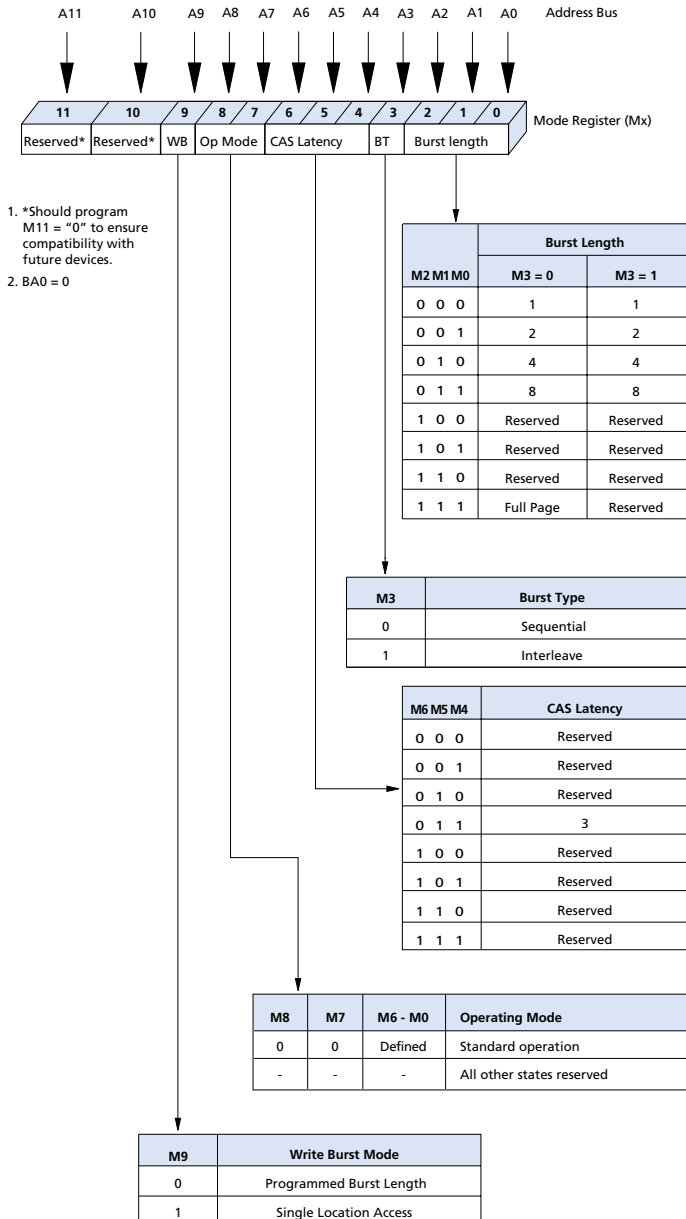 A11 A10 A9 A8 A7 A6 A5 A4 A3 A2 A1 A0 Address Bus
11 10 9 8 7 6 5 4 3 2 1 0
Mode Register (Mx)
Reserved* Reserved* WB Op Mode CAS Latency BT Burst length
1. *Should program
M11 = “0” to ensure
compatibility with
future devices.
2. BA0 = 0
Burst Length
M2 M1 M0 M3 = 0 M3 = 1
0 0 0 1 1
0 0 1 2 2
0 1 0 4 4
0 1 1 8 8
1 0 0 Reserved Reserved
1 0 1 Reserved Reserved
1 1 0 Reserved Reserved
1 1 1 Full Page Reserved
M3 Burst Type
0 Sequential
1 Interleave
M6 M5 M4 CAS Latency
0 0 0 Reserved
0 0 1 Reserved
0 1 0 Reserved
0 1 1 3
1 0 0 Reserved
1 0 1 Reserved
1 1 0 Reserved
1 1 1 Reserved
M8 M7 M6 - M0 Operating Mode
0 0 Defined Standard operation
- - - All other states reserved
M9 Write Burst Mode
0 Programmed Burst Length
1 Single Location Access